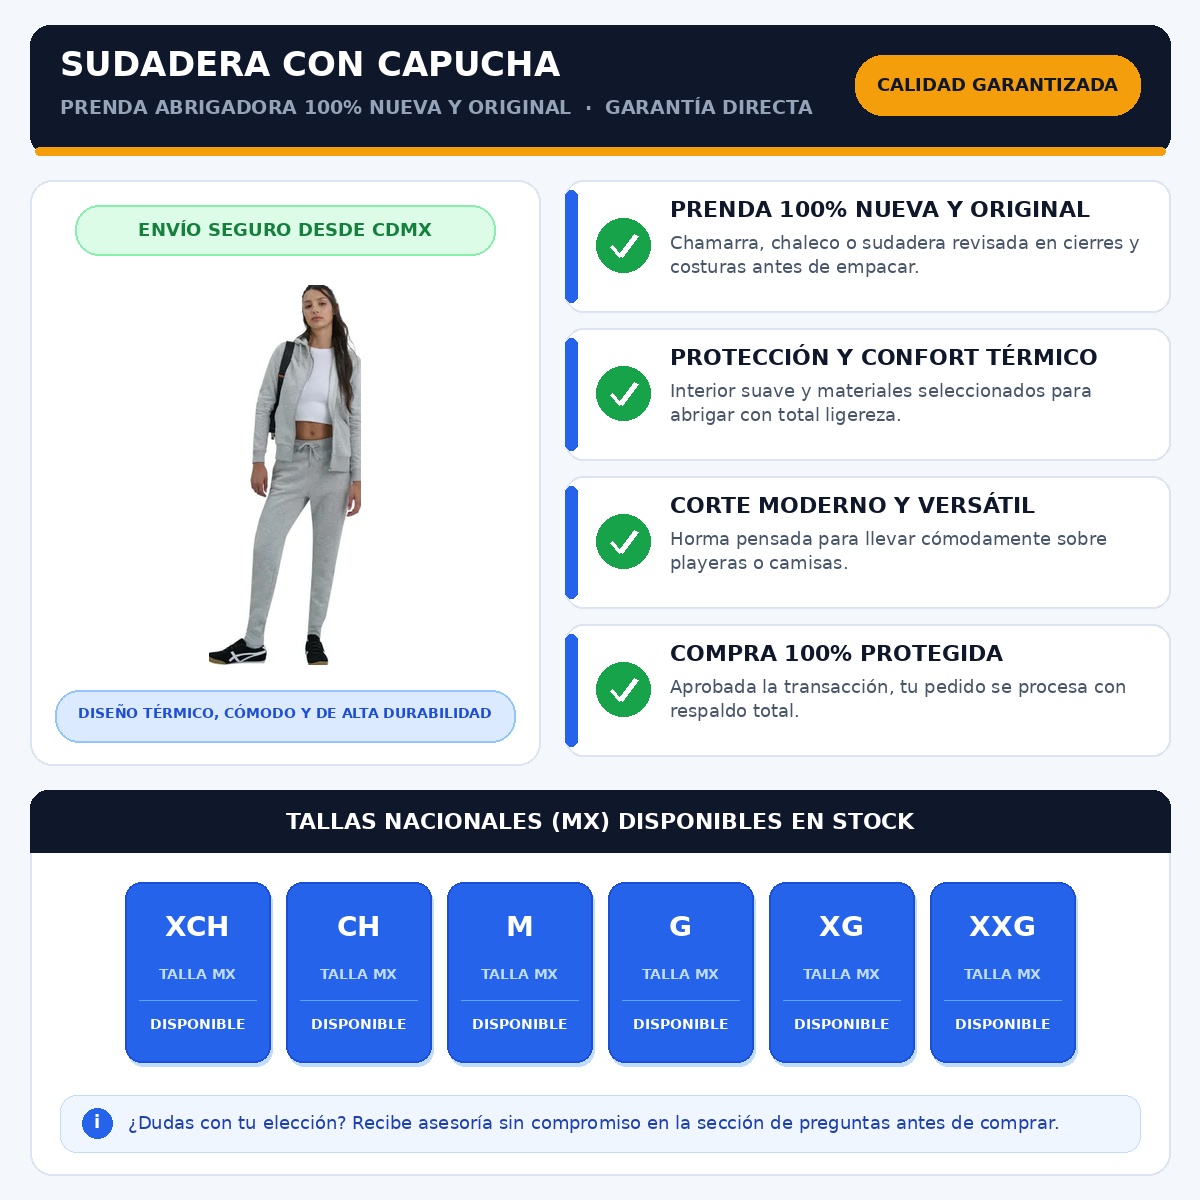 SUDADERA CON CAPUCHA
PRENDA ABRIGADORA 100% NUEVA Y ORIGINAL · GARANTÍA DIRECTA
CALIDAD GARANTIZADA
ENVÍO SEGURO DESDE CDMX
DISEÑO TÉRMICO, CÓMODO Y DE ALTA DURABILIDAD
PRENDA 100% NUEVA Y ORIGINAL
Chamarra, chaleco o sudadera revisada en cierres y
costuras antes de empacar.
PROTECCIÓN Y CONFORT TÉRMICO
Interior suave y materiales seleccionados para
abrigar con total ligereza.
CORTE MODERNO Y VERSÁTIL
Horma pensada para llevar cómodamente sobre
playeras o camisas.
COMPRA 100% PROTEGIDA
Aprobada la transacción, tu pedido se procesa con
respaldo total.
TALLAS NACIONALES (MX) DISPONIBLES EN STOCK
XCH
TALLA MX
DISPONIBLE
CH
TALLA MX
DISPONIBLE
M
TALLA MX
DISPONIBLE
G
TALLA MX
DISPONIBLE
XG
TALLA MX
DISPONIBLE
XXG
TALLA MX
DISPONIBLE
i ¿Dudas con tu elección? Recibe asesoría sin compromiso en la sección de preguntas antes de comprar.